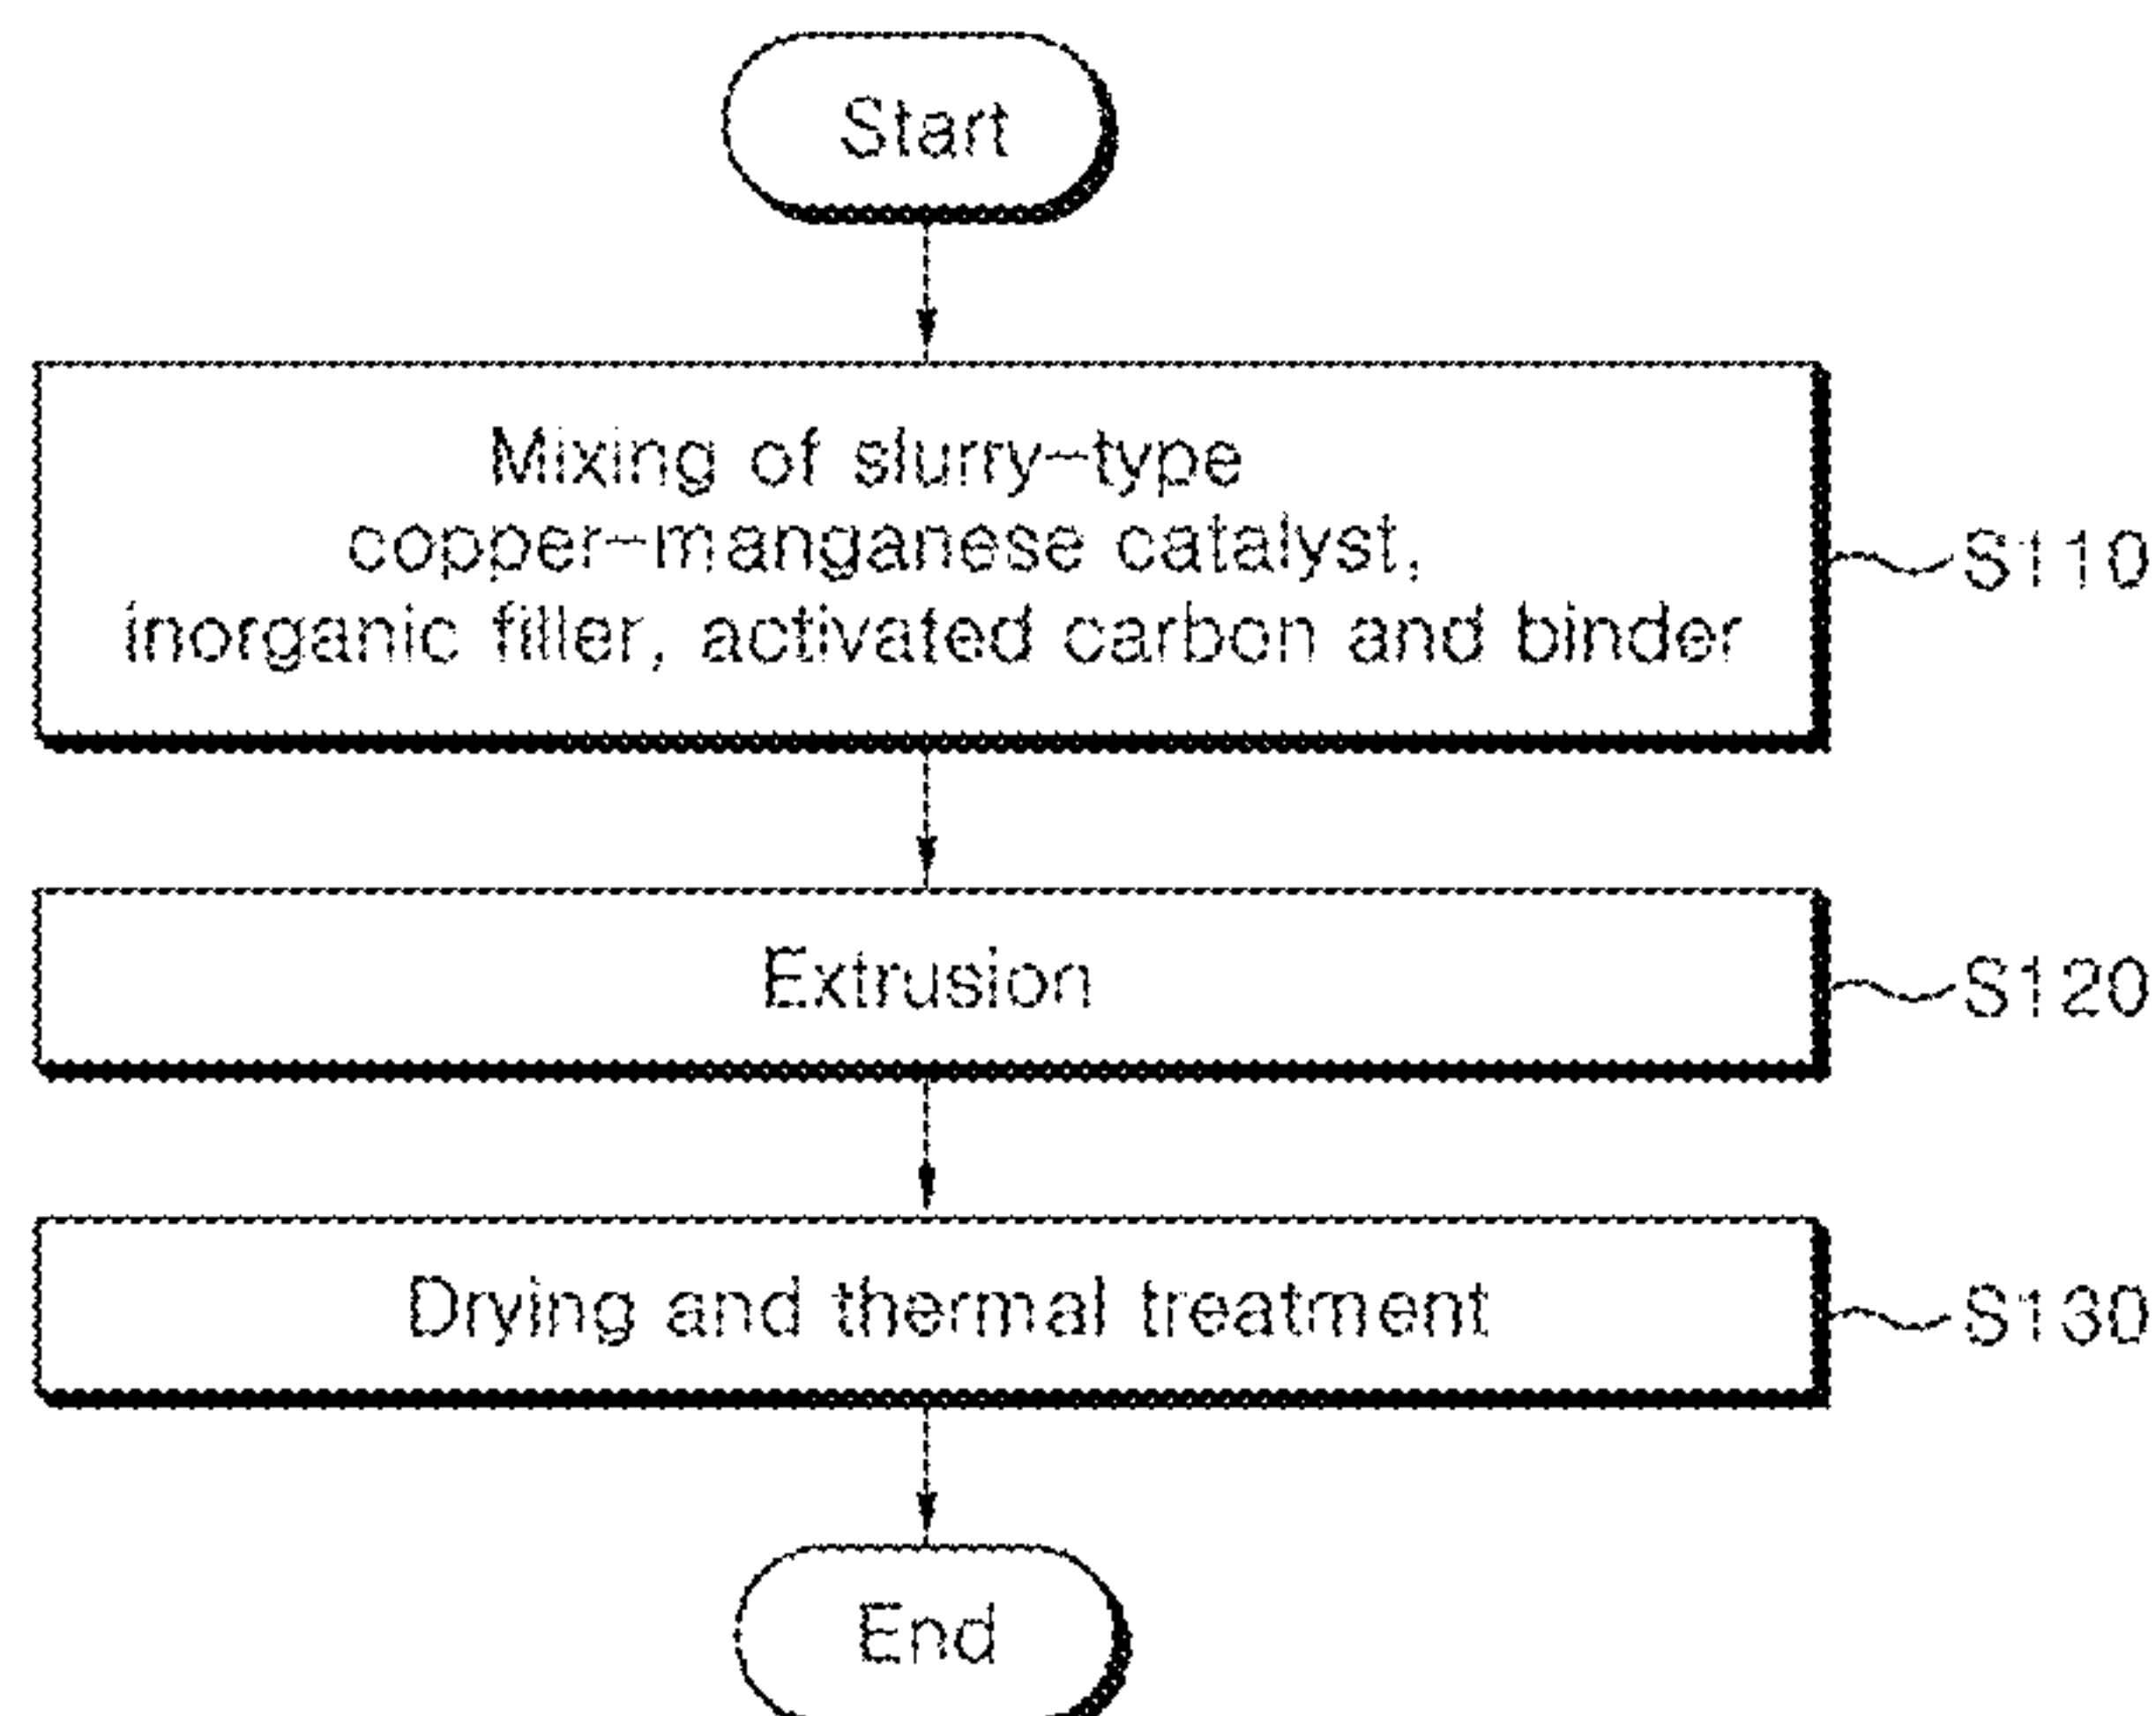 Start
Mixing of slurry-type
copper-manganese catalyst,
inorganic filler, activated carbon and binder
S110
Extrusion
S120
Drying and thermal treatment
S130
End